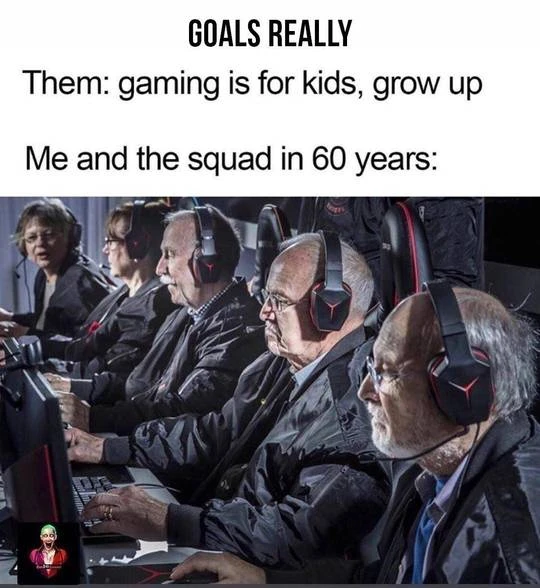 GOALS REALLY
Them: gaming is for kids, grow up
Me and the squad in 60 years: